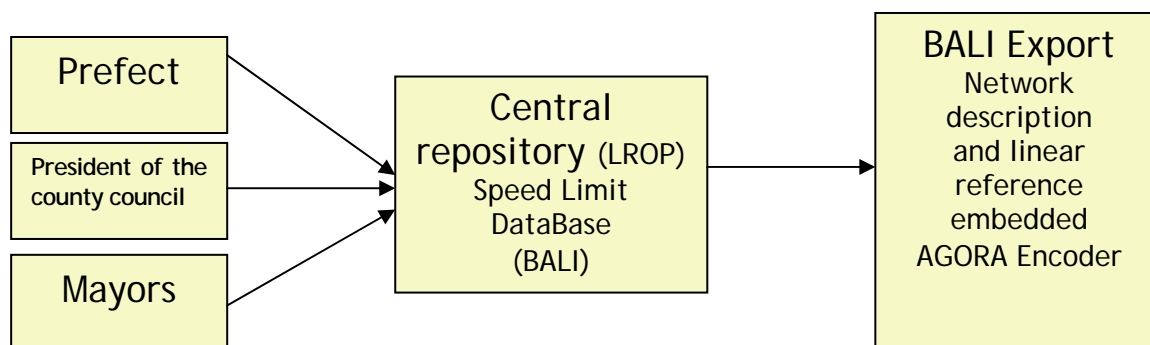 Prefect
President of the
county council
Mayors
Central
repository (LROP)
Speed Limit
DataBase
(BALI)
BALI Export
Network
description
and linear
reference
embedded
AGORA Encoder